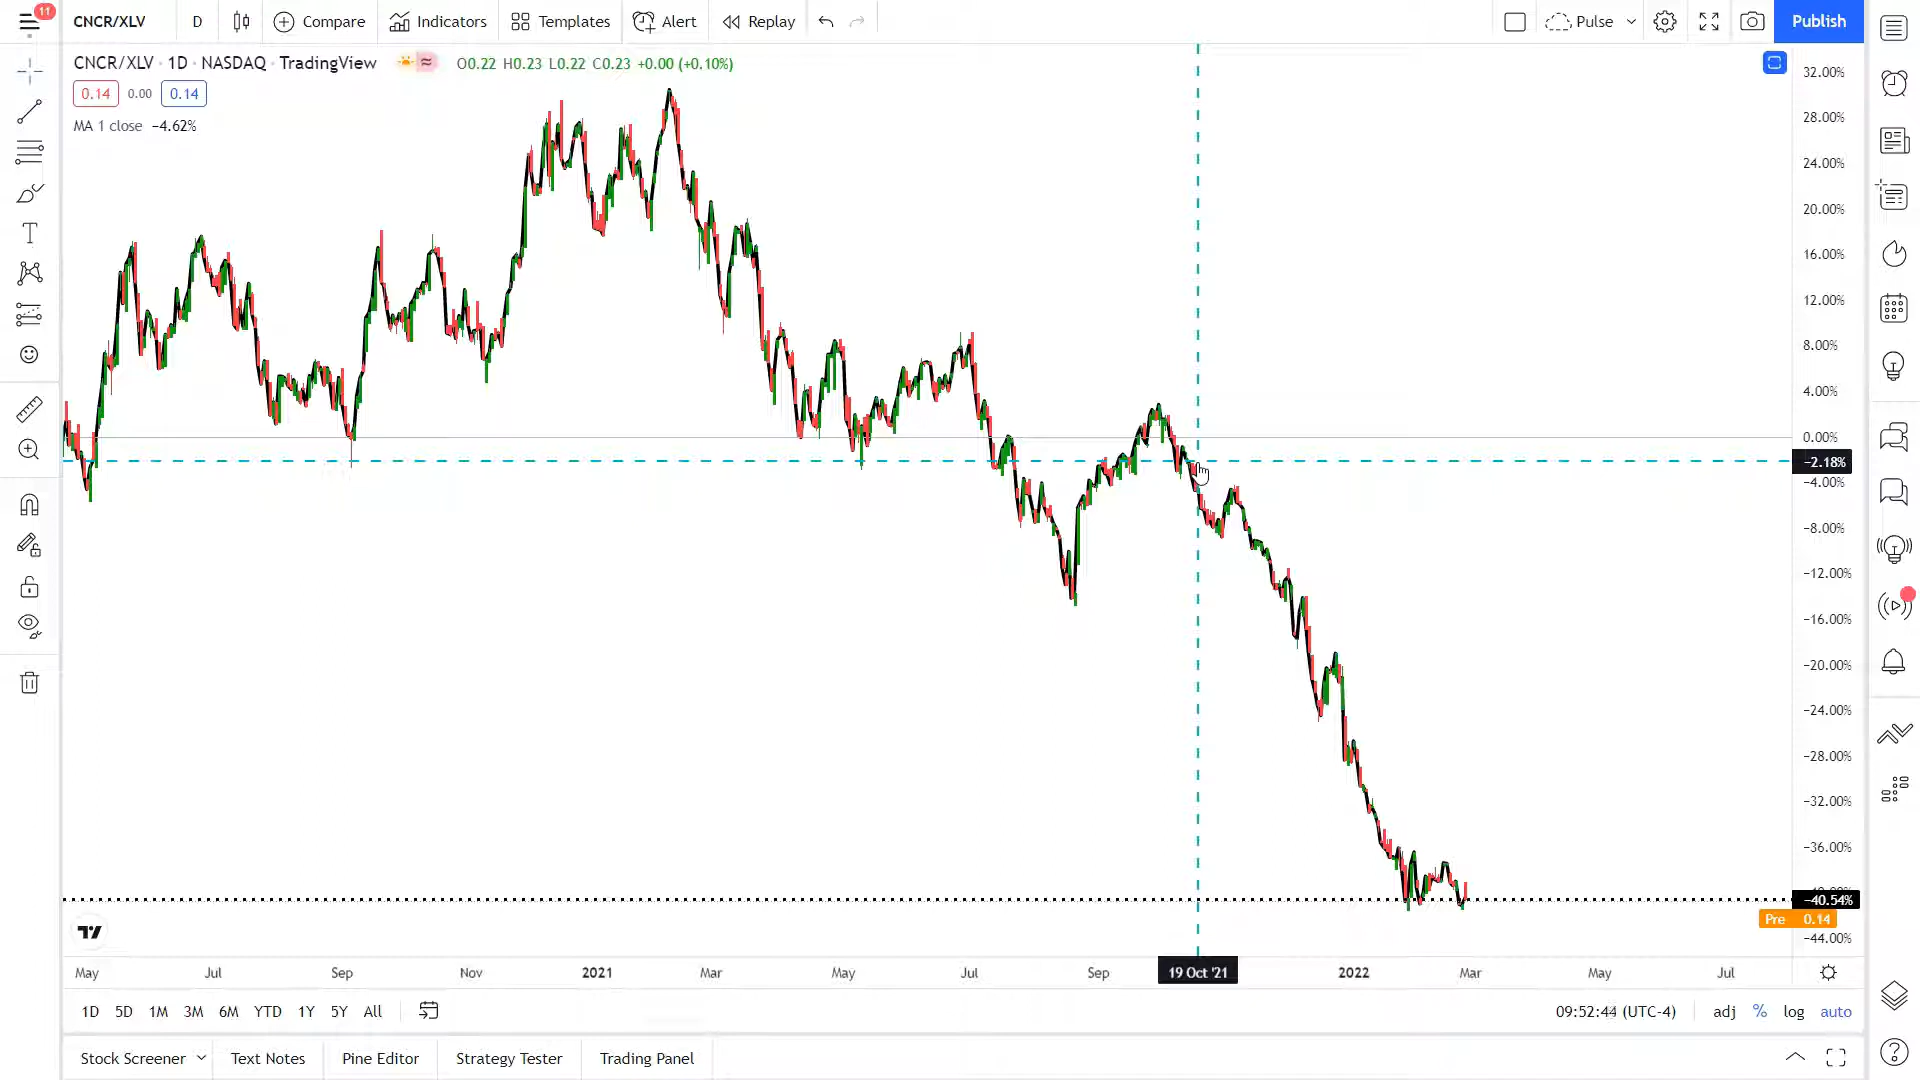 11
CNCR/XLV D Compare Indicators Templates Alert Replay Pulse Publish
CNCR/XLV · 1D · NASDAQ · TradingView O0.22 H0.23 L0.22 C0.23 +0.00 (+0.10%)
0.14 0.00 0.14
MA 1 close −4.62%
32.00%
28.00%
24.00%
20.00%
16.00%
12.00%
8.00%
4.00%
0.00%
−2.18%
−4.00%
−8.00%
−12.00%
−16.00%
−20.00%
−24.00%
−28.00%
−32.00%
−36.00%
−40.54%
Pre 0.14
−44.00%
May Jul Sep Nov 2021 Mar May Jul Sep 19 Oct '21 2022 Mar May Jul
1D 5D 1M 3M 6M YTD 1Y 5Y All 09:52:44 (UTC-4) adj % log auto
Stock Screener Text Notes Pine Editor Strategy Tester Trading Panel